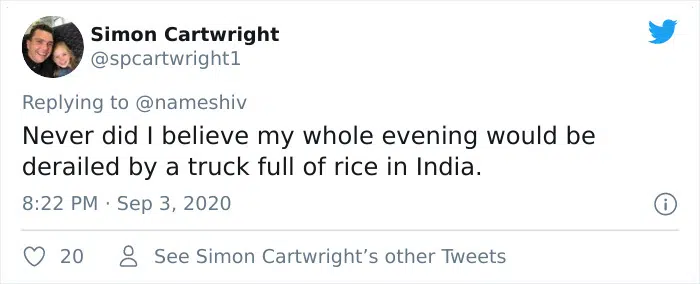 Simon Cartwright
@spcartwright1
Replying to @nameshiv
Never did I believe my whole evening would be
derailed by a truck full of rice in India.
8:22 PM · Sep 3, 2020
20
See Simon Cartwright’s other Tweets